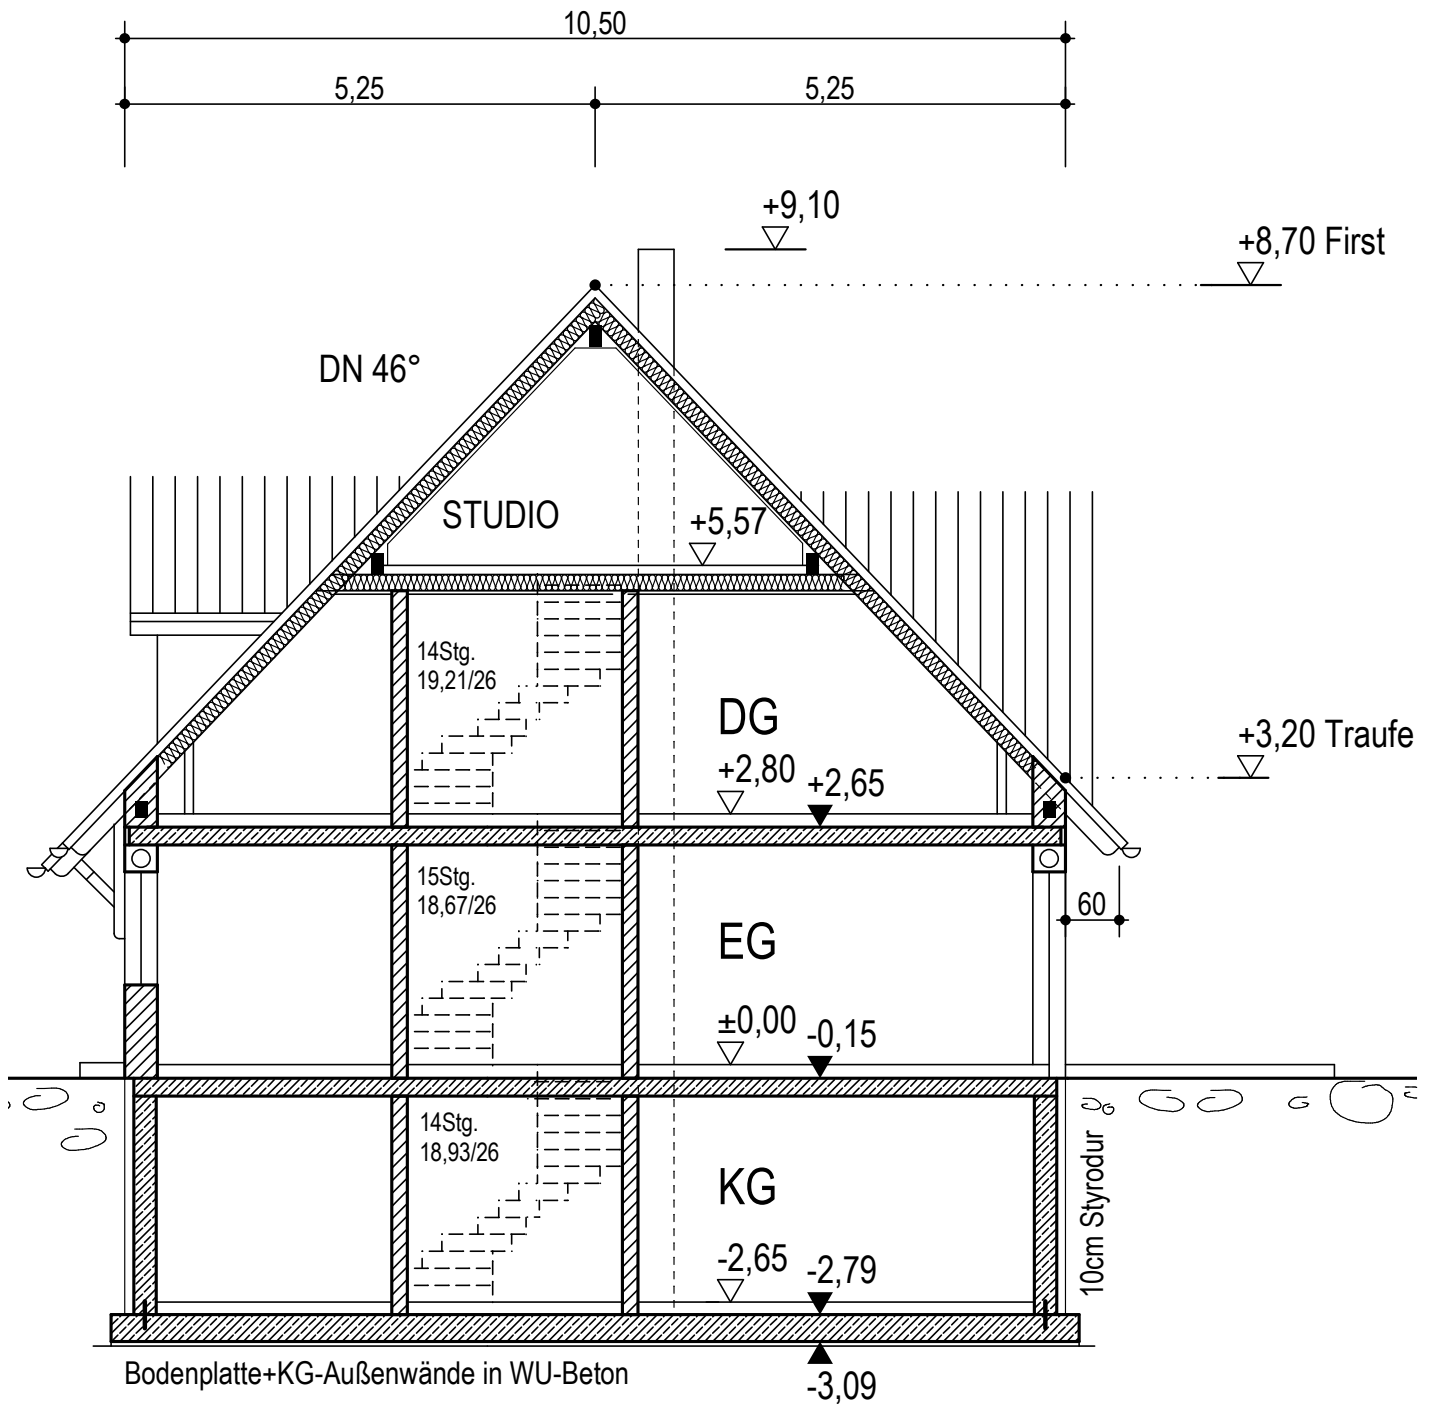 10,50
5,25
5,25
+9,10
+8,70 First
DN 46°
STUDIO
+5,57
14Stg.
19,21/26
DG
+2,80
+2,65
+3,20 Traufe
15Stg.
18,67/26
60
EG
±0,00
-0,15
14Stg.
18,93/26
KG
10cm Styrodur
-2,65
-2,79
Bodenplatte+KG-Außenwände in WU-Beton
-3,09